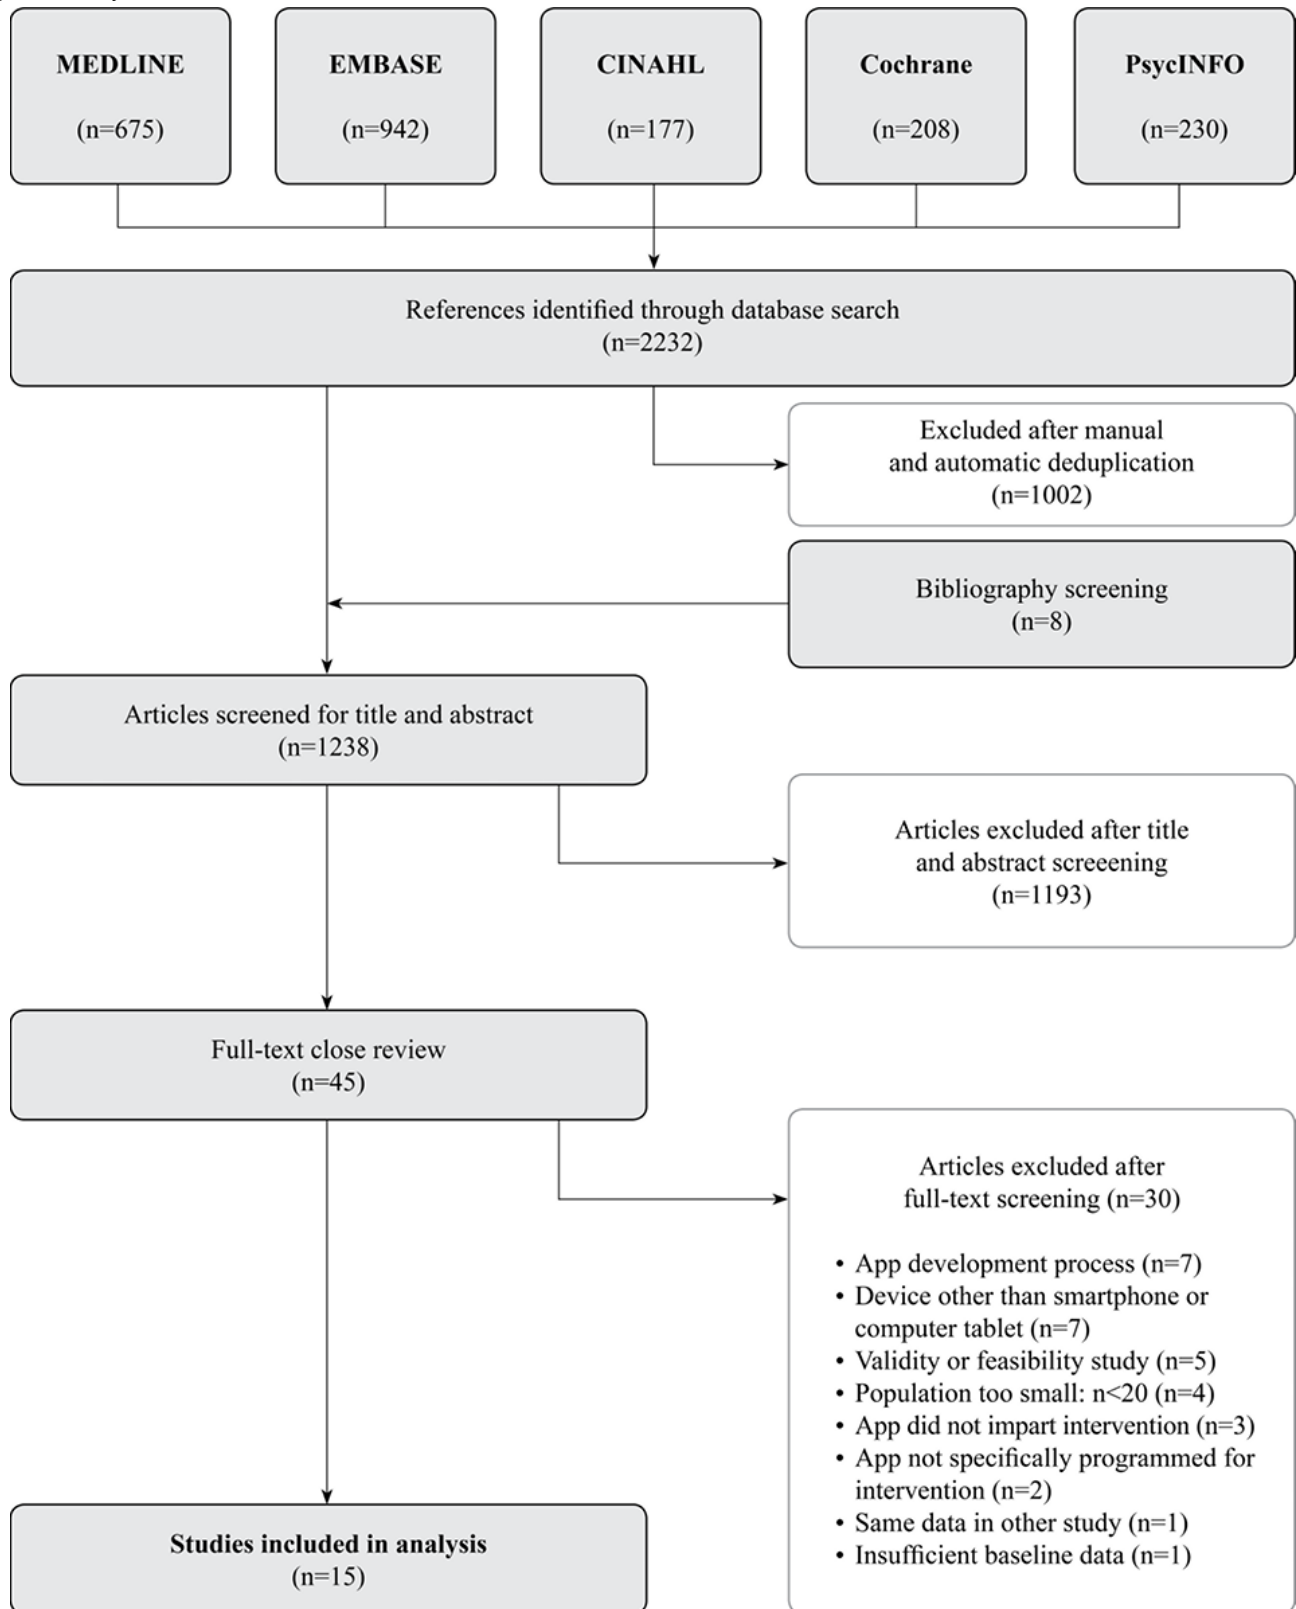 MEDLINE
(n=675)
EMBASE
(n=942)
CINAHL
(n=177)
Cochrane
(n=208)
PsycINFO
(n=230)
References identified through database search
(n=2232)
Excluded after manual
and automatic deduplication
(n=1002)
Bibliography screening
(n=8)
Articles screened for title and abstract
(n=1238)
Articles excluded after title
and abstract screeening
(n=1193)
Full-text close review
(n=45)
Articles excluded after
full-text screening (n=30)
• App development process (n=7)
• Device other than smartphone or
computer tablet (n=7)
• Validity or feasibility study (n=5)
• Population too small: n<20 (n=4)
• App did not impart intervention (n=3)
• App not specifically programmed for
intervention (n=2)
• Same data in other study (n=1)
• Insufficient baseline data (n=1)
Studies included in analysis
(n=15)